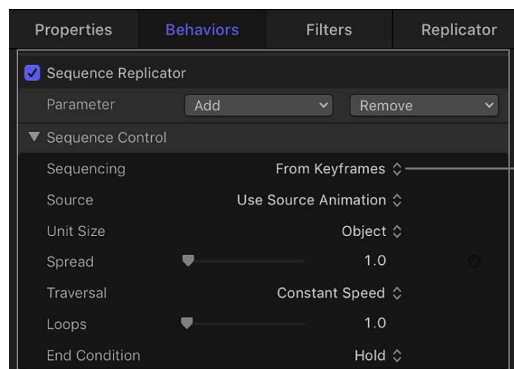 Properties Behaviors Filters Replicator
Sequence Replicator
Parameter Add Remove
Sequence Control
Sequencing From Keyframes
Source Use Source Animation
Unit Size Object
Spread 1.0
Traversal Constant Speed
Loops 1.0
End Condition Hold